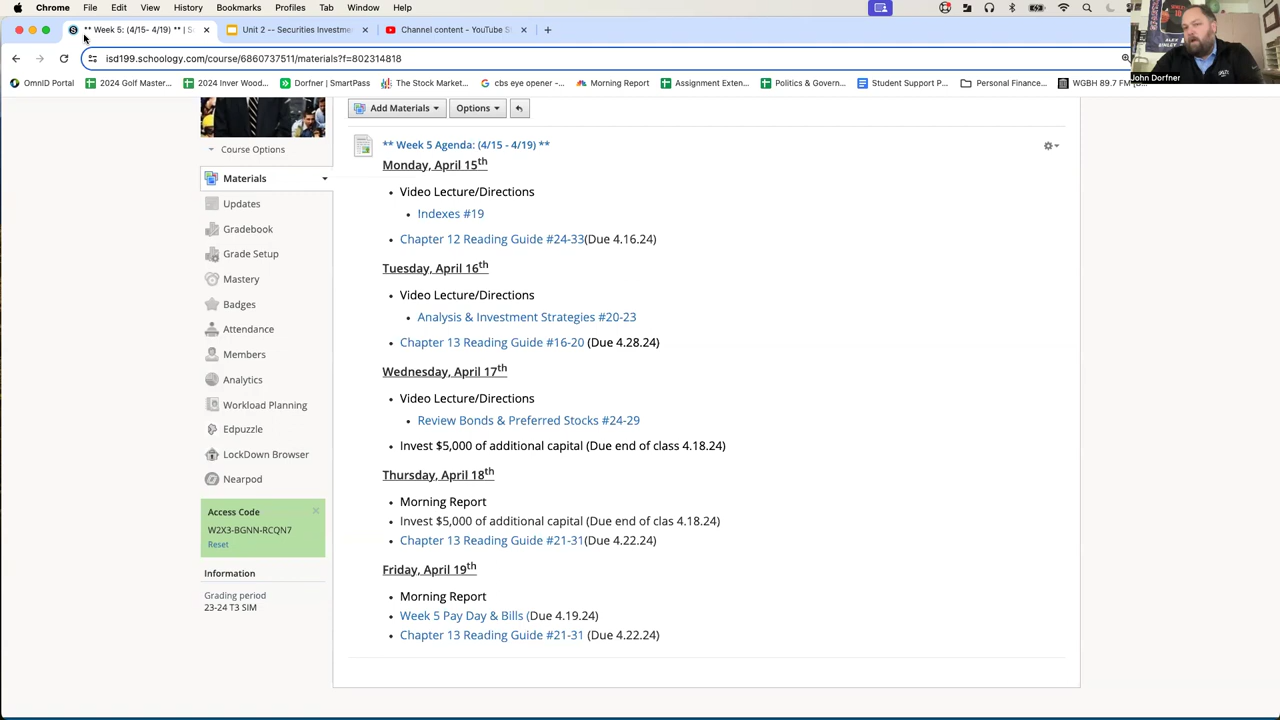 Chrome File Edit View History Bookmarks Profiles Tab Window Help
** Week 5: (4/15- 4/19) ** | S
Unit 2 -- Securities Investme
Channel content - YouTube S
isd199.schoology.com/course/6860737511/materials?f=802314818
OmnID Portal
2024 Golf Master...
2024 Inver Wood...
Dorfner | SmartPass
The Stock Market...
cbs eye opener -...
Morning Report
Assignment Exten...
Politics & Govern...
Student Support P...
Personal Finance...
WGBH 89.7 FM
John Dorfner
Add Materials
Options
Course Options
Materials
Updates
Gradebook
Grade Setup
Mastery
Badges
Attendance
Members
Analytics
Workload Planning
Edpuzzle
LockDown Browser
Nearpod
Access Code
W2X3-BGNN-RCQN7
Reset
Information
Grading period
23-24 T3 SIM
** Week 5 Agenda: (4/15 - 4/19) **
Monday, April 15th
• Video Lecture/Directions
• Indexes #19
• Chapter 12 Reading Guide #24-33(Due 4.16.24)
Tuesday, April 16th
• Video Lecture/Directions
• Analysis & Investment Strategies #20-23
• Chapter 13 Reading Guide #16-20 (Due 4.28.24)
Wednesday, April 17th
• Video Lecture/Directions
• Review Bonds & Preferred Stocks #24-29
• Invest $5,000 of additional capital (Due end of class 4.18.24)
Thursday, April 18th
• Morning Report
• Invest $5,000 of additional capital (Due end of clas 4.18.24)
• Chapter 13 Reading Guide #21-31(Due 4.22.24)
Friday, April 19th
• Morning Report
• Week 5 Pay Day & Bills (Due 4.19.24)
• Chapter 13 Reading Guide #21-31 (Due 4.22.24)